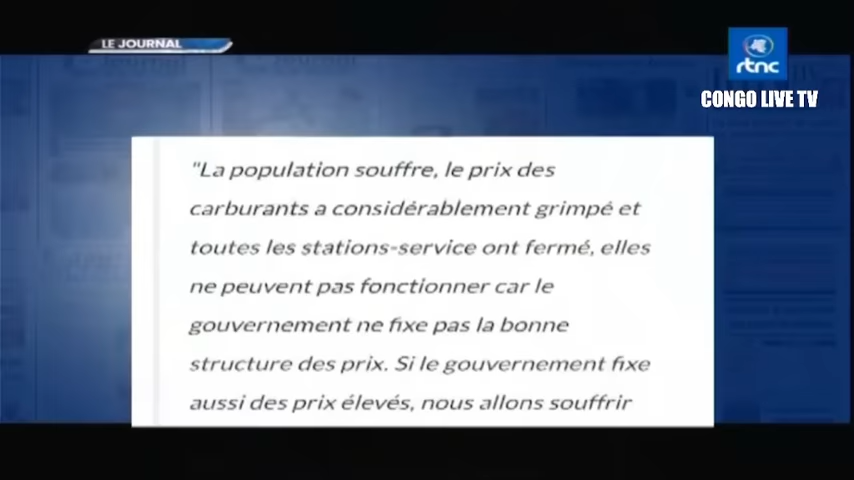 LE JOURNAL
rtnc
CONGO LIVE TV
"La population souffre, le prix des
carburants a considérablement grimpé et
toutes les stations-service ont fermé, elles
ne peuvent pas fonctionner car le
gouvernement ne fixe pas la bonne
structure des prix. Si le gouvernement fixe
aussi des prix élevés, nous allons souffrir